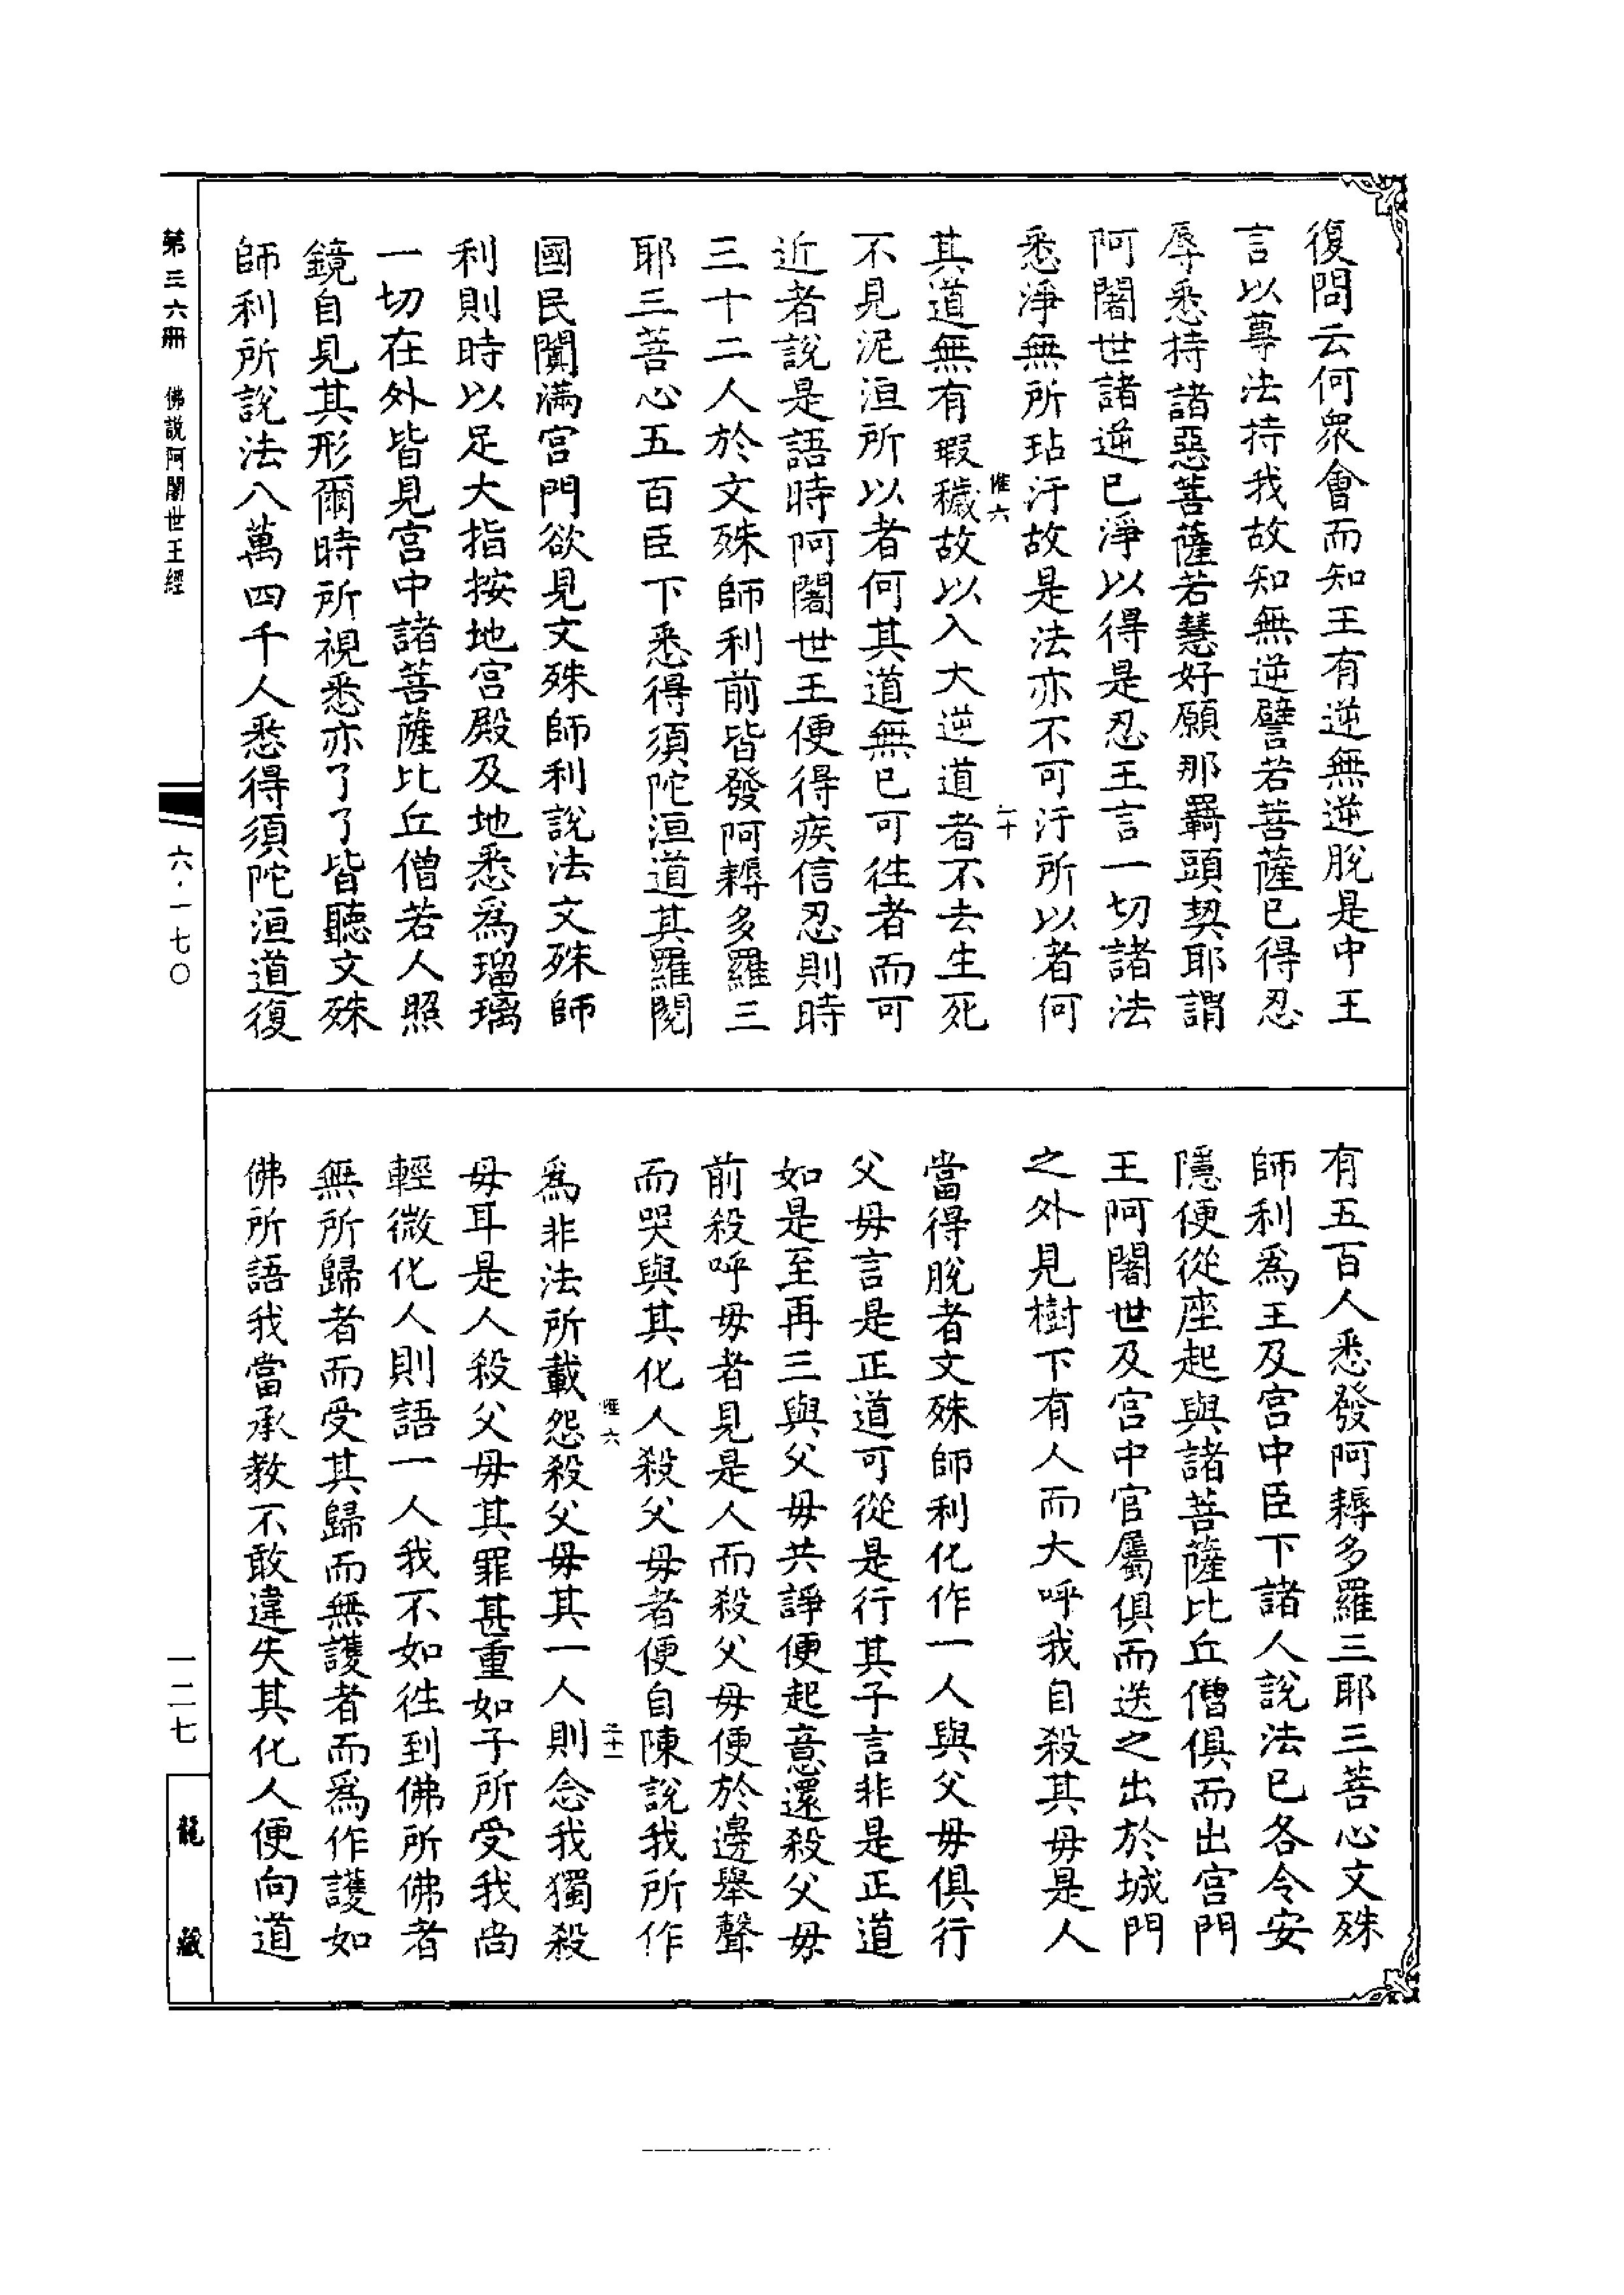 復問云何衆會而知王有逆無逆脫是中王
言以尊法持我故知無逆譬若菩薩已得忍
辱悉持諸惡菩薩若慧好願那羇頭契耶謂
阿闍世諸逆已淨以得是忍王言一切諸法
悉淨無所玷汙故是法亦不可汙所以者何
惟六 二十
其道無有瑕穢故以入大逆道者不去生死
不見泥洹所以者何其道無已可往者而可
近者說是語時阿闍世王便得疾信忍則時
三十二人於文殊師利前皆發阿耨多羅三
耶三菩心五百臣下悉得須陀洹道其羅閱
國民闐滿宮門欲見文殊師利說法文殊師
利則時以足大指按地宮殿及地悉爲瑠璃
一切在外皆見宮中諸菩薩比丘僧若人照
鏡自見其形爾時所視悉亦了了皆聽文殊
師利所說法八萬四千人悉得須陀洹道復
有五百人悉發阿耨多羅三耶三菩心文殊
師利爲王及宮中臣下諸人說法已各令安
隱便從座起與諸菩薩比丘僧俱而出宮門
王阿闍世及宮中官屬俱而送之出於城門
之外見樹下有人而大呼我自殺其母是人
當得脫者文殊師利化作一人與父母俱行
父母言是正道可從是行其子言非是正道
如是至再三與父母共諍便起意還殺父母
前殺呼母者見是人而殺父母便於邊舉聲
而哭與其化人殺父母者便自陳說我所作
惟六 二十一
爲非法所載怨殺父母其一人則念我獨殺
母耳是人殺父母其罪甚重如子所受我尚
輕微化人則語一人我不如往到佛所佛者
無所歸者而受其歸而無護者而爲作護如
佛所語我當承教不敢違失其化人便向道
第三六冊 佛説阿闍世王經
六·一七〇
一二七
龍藏